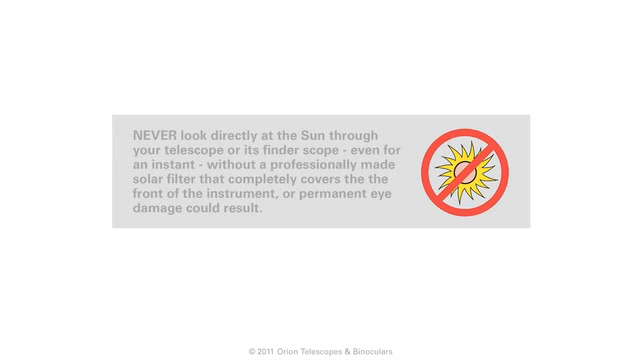 NEVER look directly at the Sun through
your telescope or its finder scope - even for
an instant - without a professionally made
solar filter that completely covers the the
front of the instrument, or permanent eye
damage could result.
© 2011 Orion Telescopes & Binoculars